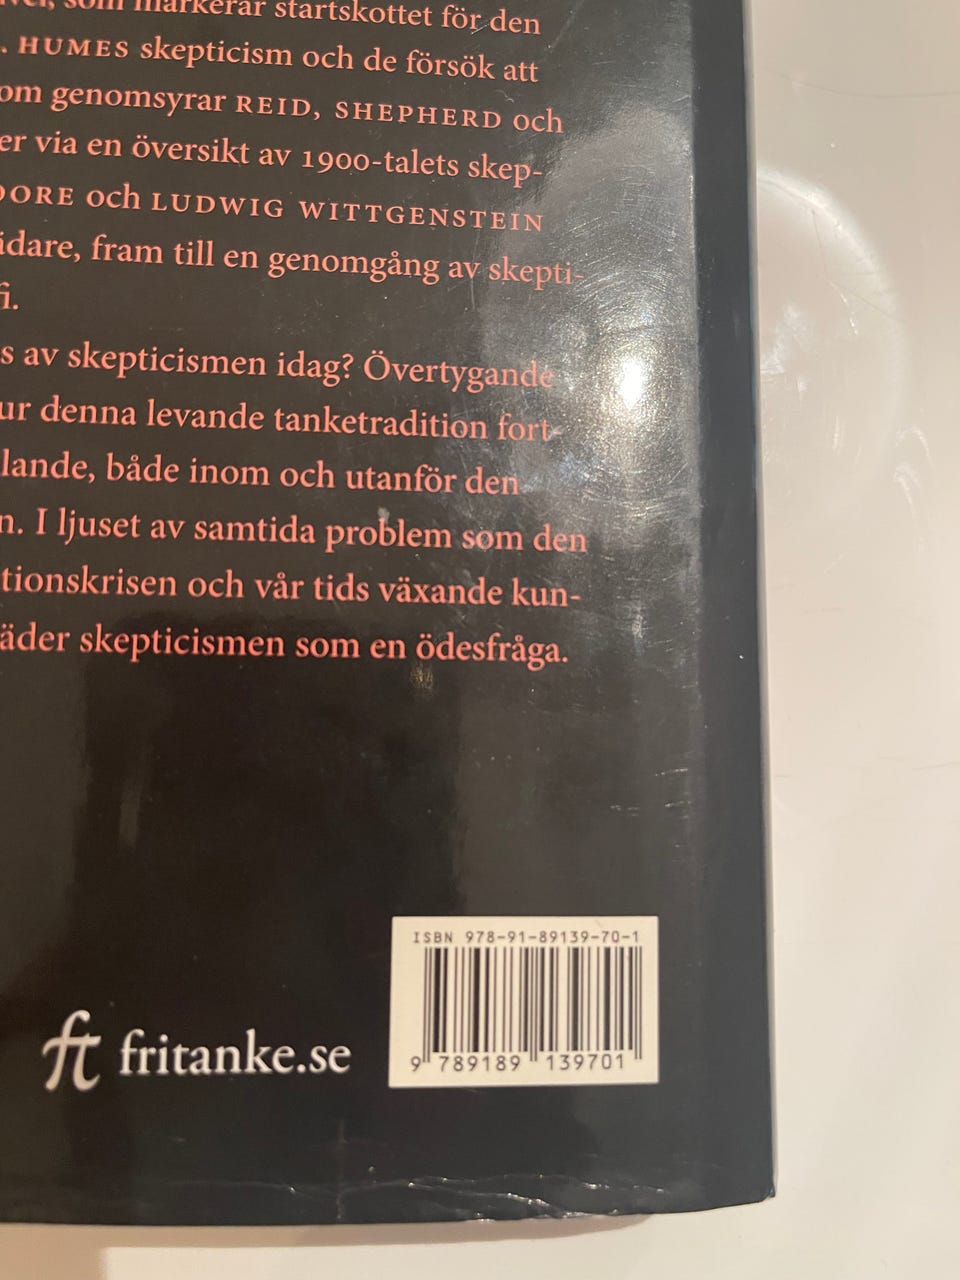 som markerar startskottet för den
. HUMES skepticism och de försök att
om genomsyrar REID, SHEPHERD och
er via en översikt av 1900-talets skep-
OORE och LUDWIG WITTGENSTEIN
ädare, fram till en genomgång av skepti-
fi.
s av skepticismen idag? Övertygande
ur denna levande tanketradition fort-
lande, både inom och utanför den
n. I ljuset av samtida problem som den
tionskrisen och vår tids växande kun-
äder skepticismen som en ödesfråga.
ISBN 978-91-89139-70-1
9 789189 139701
ft fritanke.se